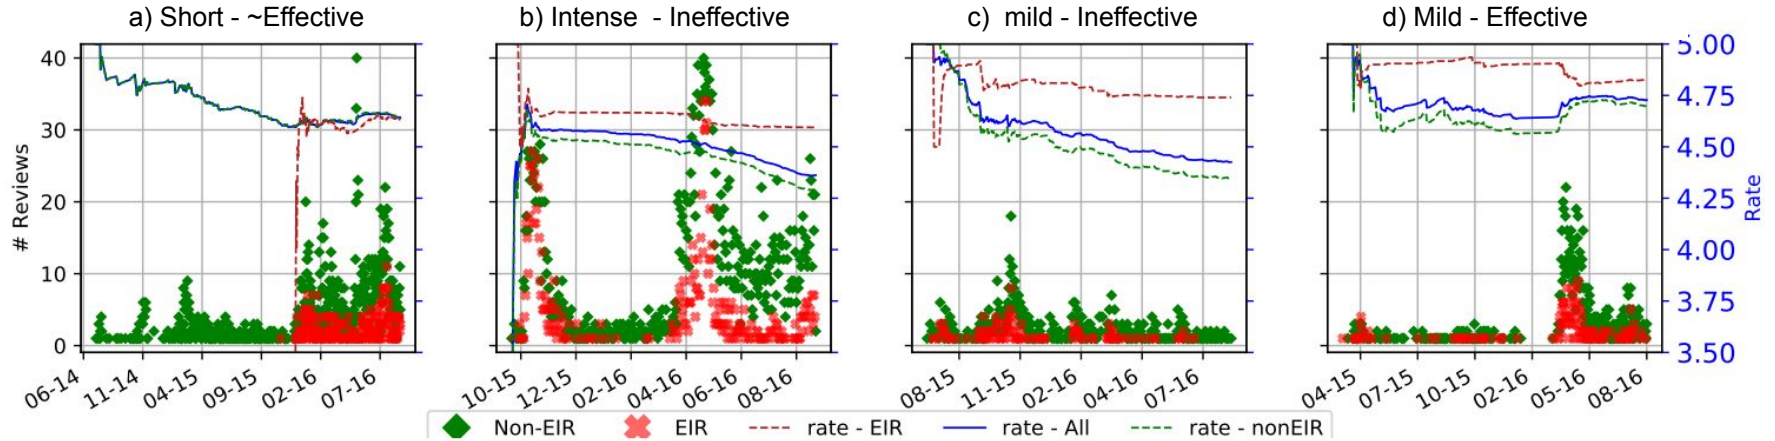 a) Short - ~Effective
b) Intense - Ineffective
c) mild - Ineffective
d) Mild - Effective
# Reviews
40
30
20
10
0
5.00
4.75
4.50
4.25
4.00
3.75
3.50
Rate
06-14 11-14 04-15 09-15 02-16 07-16
10-15 12-15 02-16 04-16 06-16 08-16
08-15 11-15 02-16 04-16 07-16
04-15 07-15 10-15 02-16 05-16 08-16
Non-EIR EIR rate - EIR rate - All rate - nonEIR